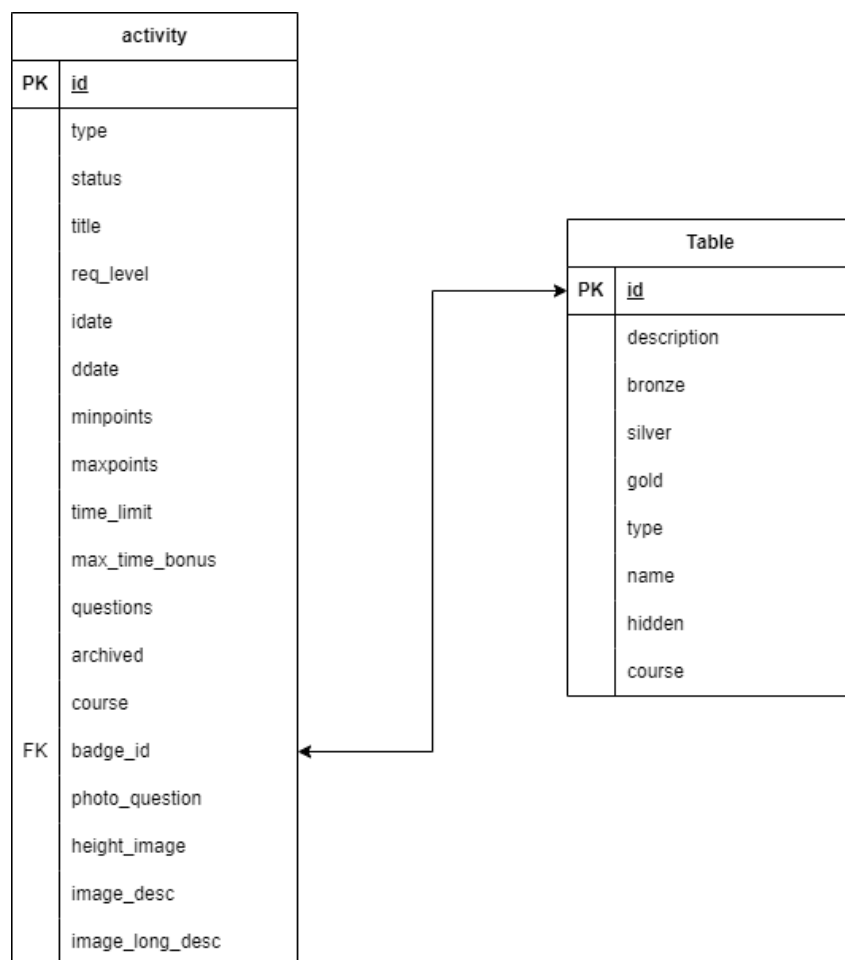 activity
PK id
type
status
title
req_level
idate
ddate
minpoints
maxpoints
time_limit
max_time_bonus
questions
archived
course
FK badge_id
photo_question
height_image
image_desc
image_long_desc
Table
PK id
description
bronze
silver
gold
type
name
hidden
course